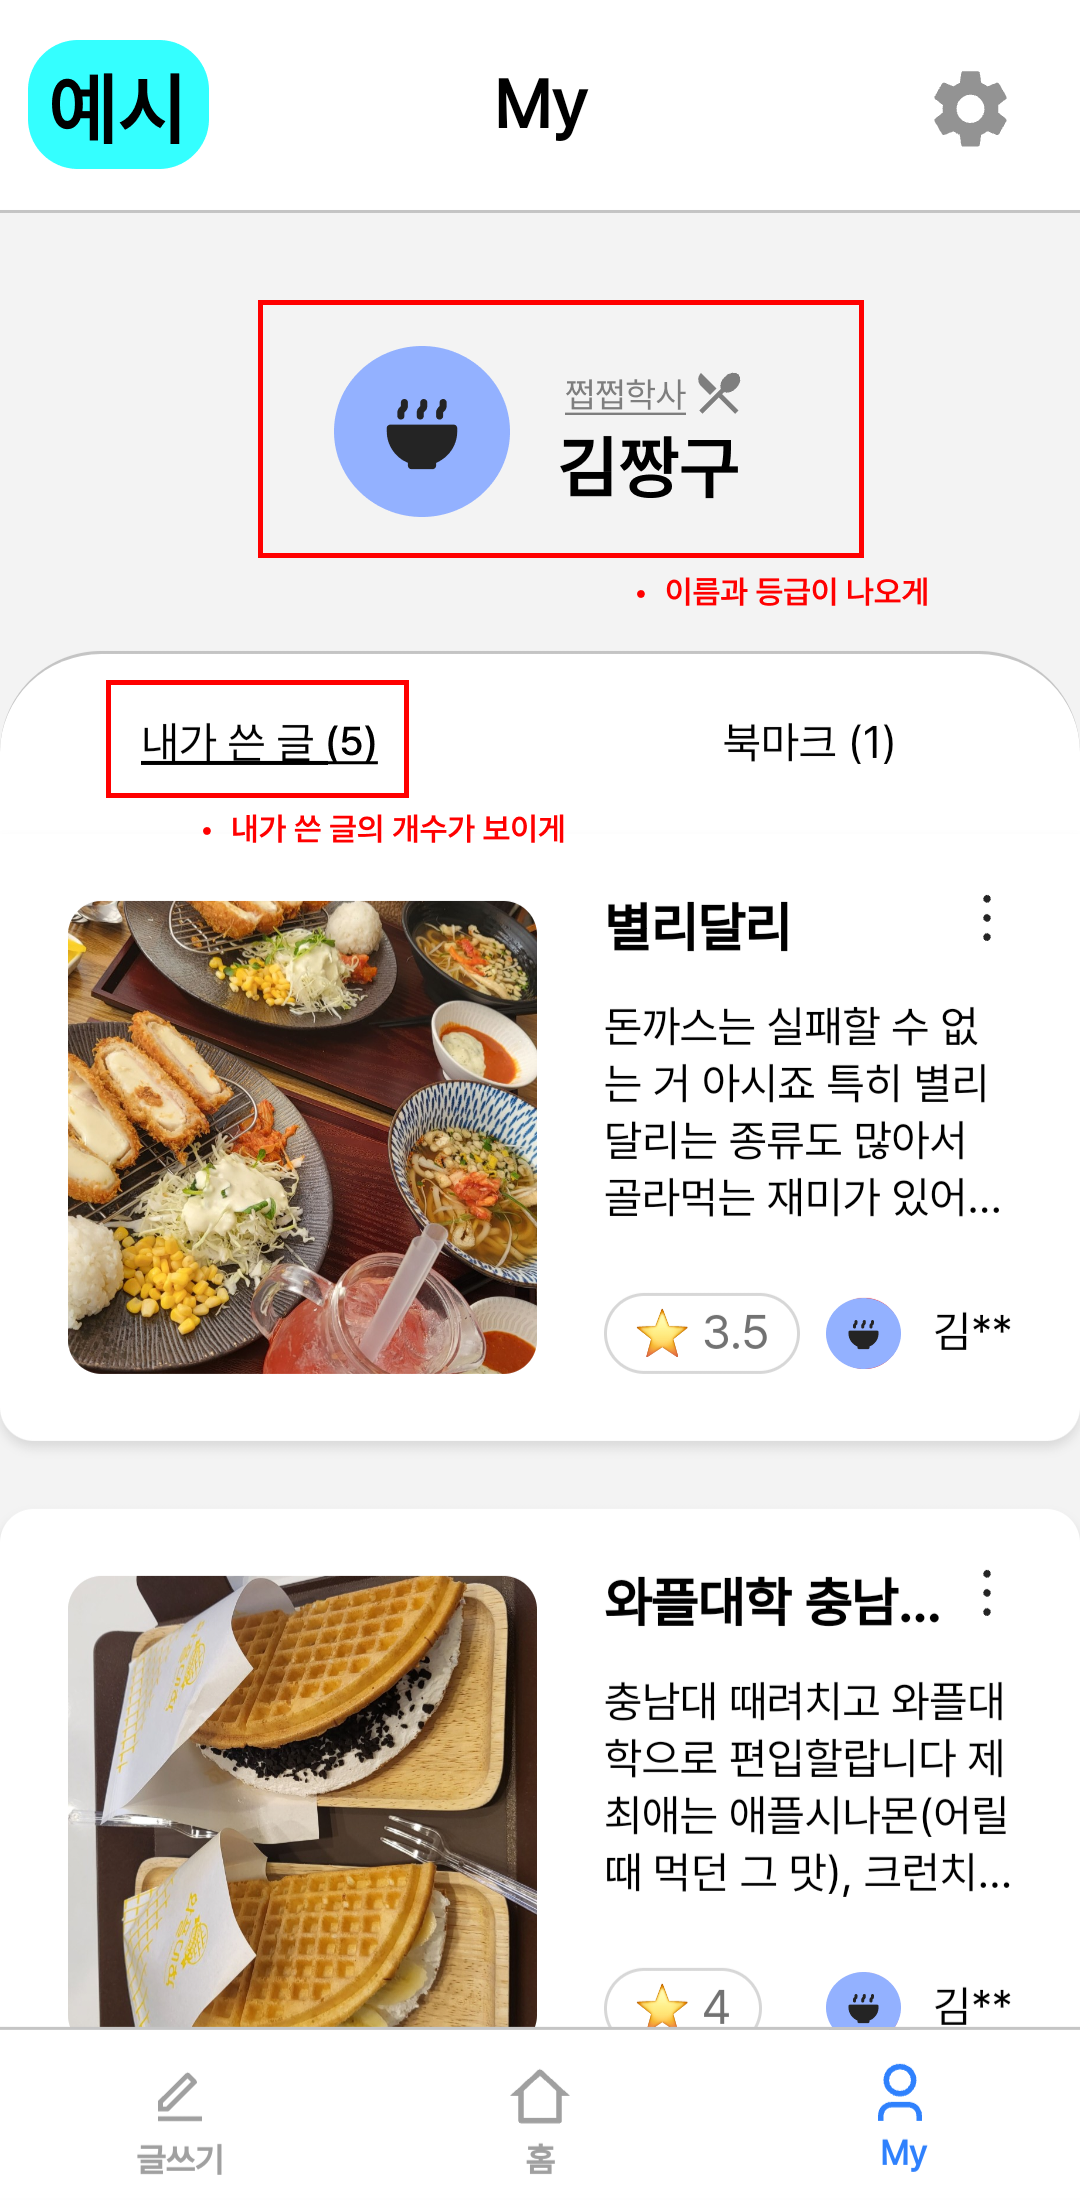 예시
My
쩝쩝학사
김짱구
• 이름과 등급이 나오게
내가 쓴 글 (5)
북마크 (1)
• 내가 쓴 글의 개수가 보이게
별리달리
돈까스는 실패할 수 없
는 거 아시죠 특히 별리
달리는 종류도 많아서
골라먹는 재미가 있어...
3.5
김**
와플대학 충남...
충남대 때려치고 와플대
학으로 편입할랍니다 제
최애는 애플시나몬(어릴
때 먹던 그 맛), 크런치...
4
김**
글쓰기
홈
My